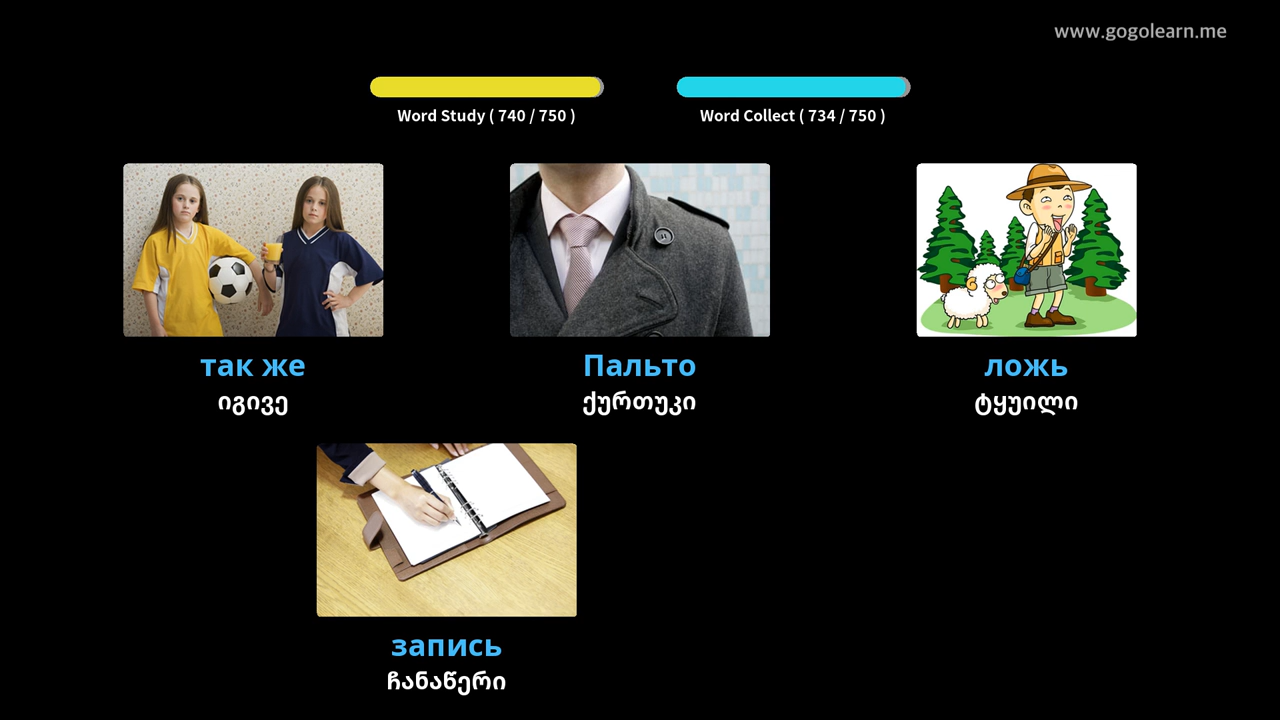 www.gogolearn.me
Word Study ( 740 / 750 )
Word Collect ( 734 / 750 )
так же
იგივე
Пальто
ქურთუკი
ложь
ტყუილი
запись
ჩანაწერი